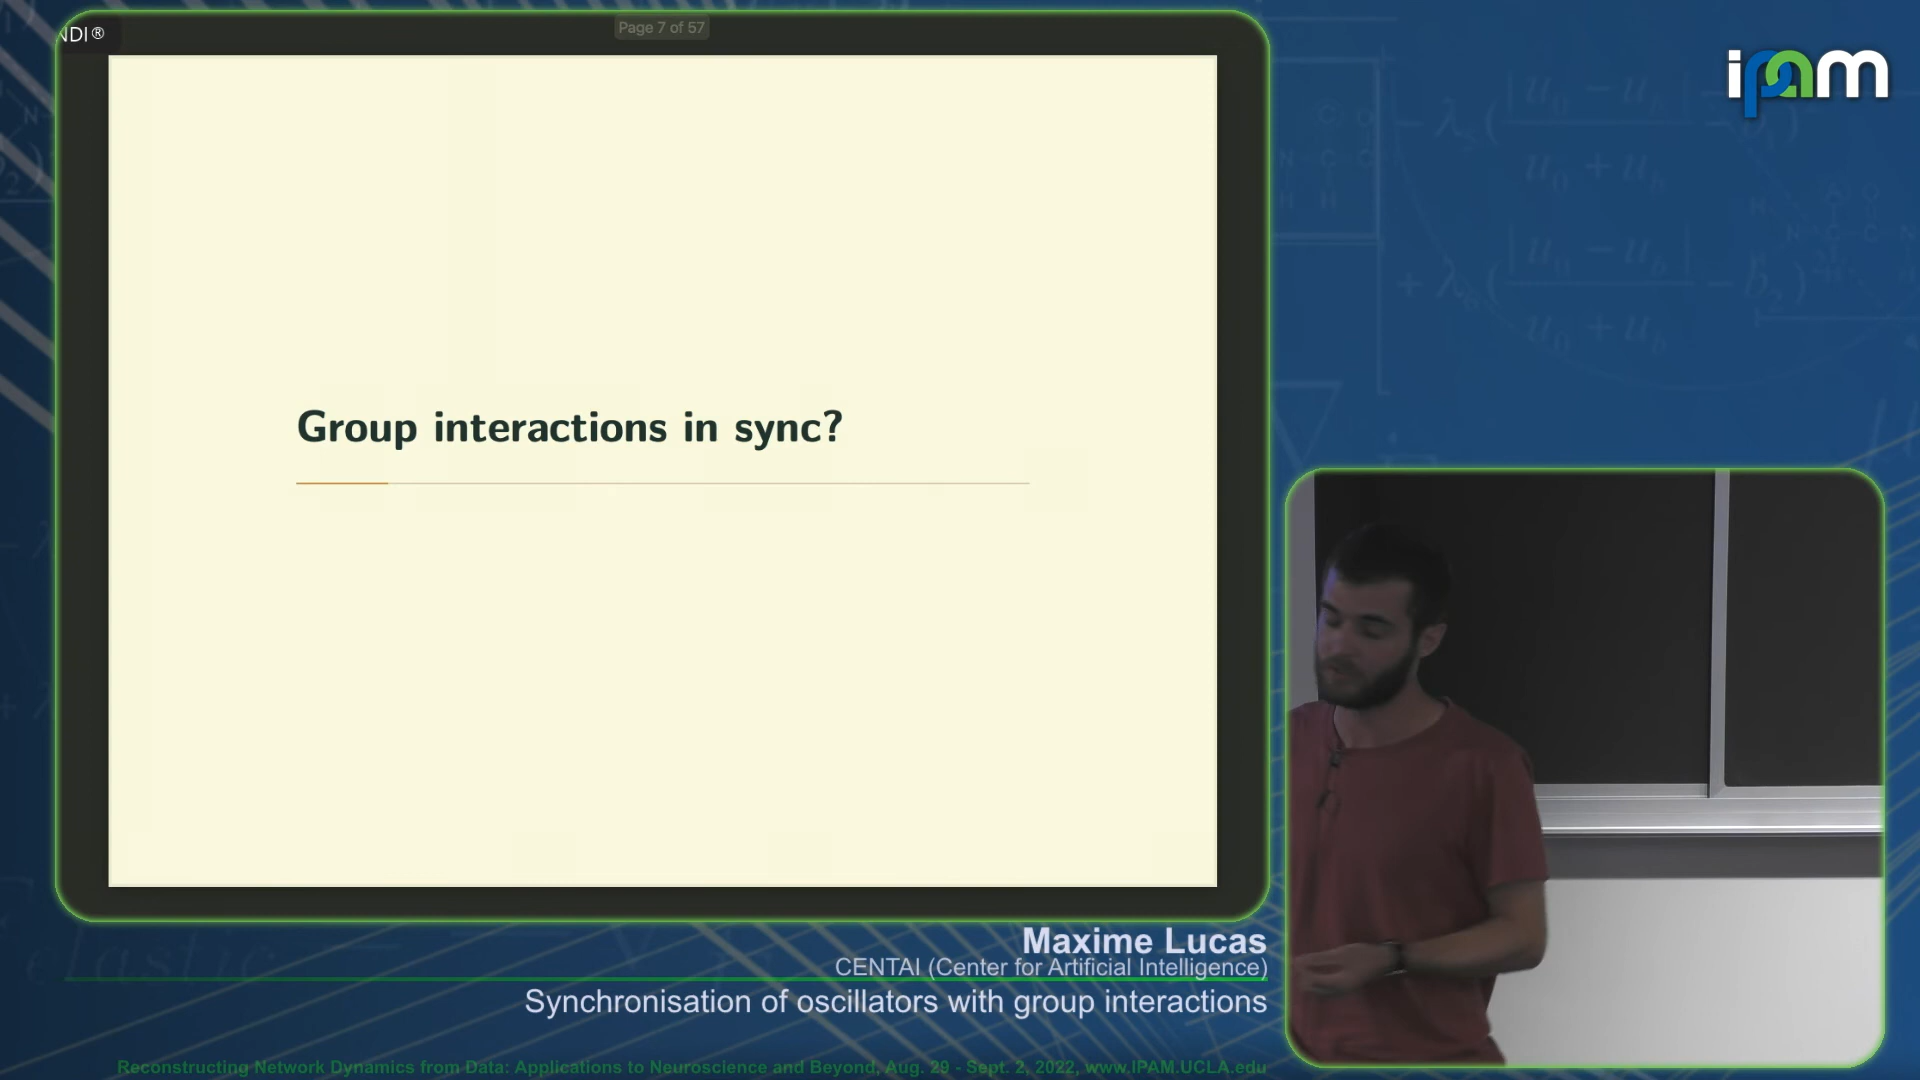 NDI®
Page 7 of 57
ipam
Group interactions in sync?
Maxime Lucas
CENTAI (Center for Artificial Intelligence)
Synchronisation of oscillators with group interactions
Reconstructing Network Dynamics from Data: Applications to Neuroscience and Beyond, Aug. 29 - Sept. 2, 2022, www.IPAM.UCLA.edu